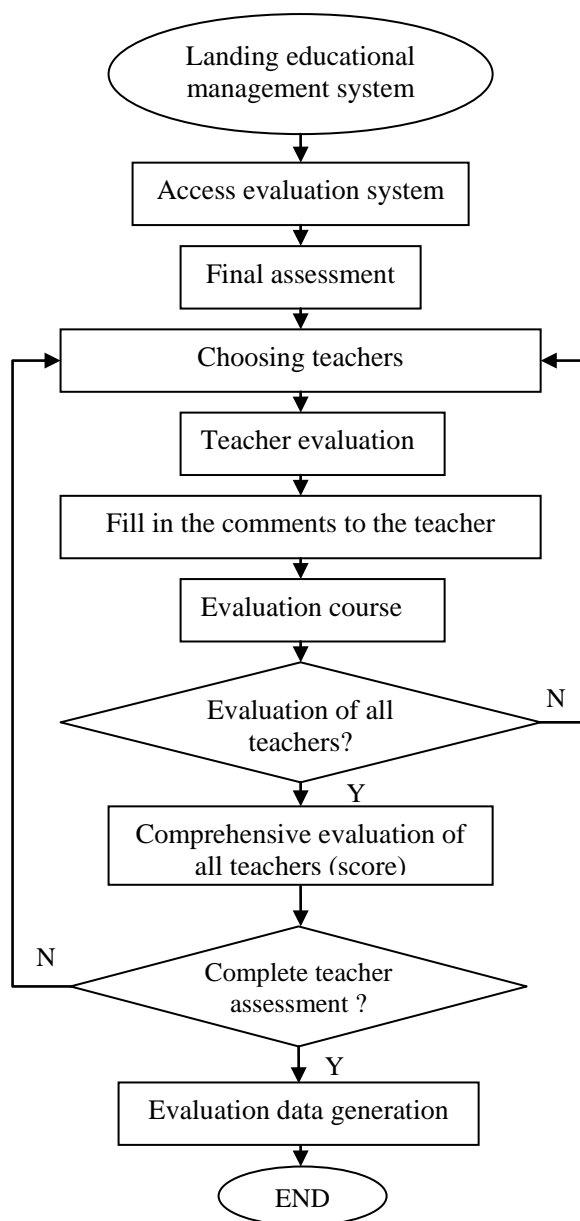 Landing educational
management system
Access evaluation system
Final assessment
Choosing teachers
Teacher evaluation
Fill in the comments to the teacher
Evaluation course
Evaluation of all
teachers?
N
Y
Comprehensive evaluation of
all teachers (score)
N
Complete teacher
assessment ?
Y
Evaluation data generation
END